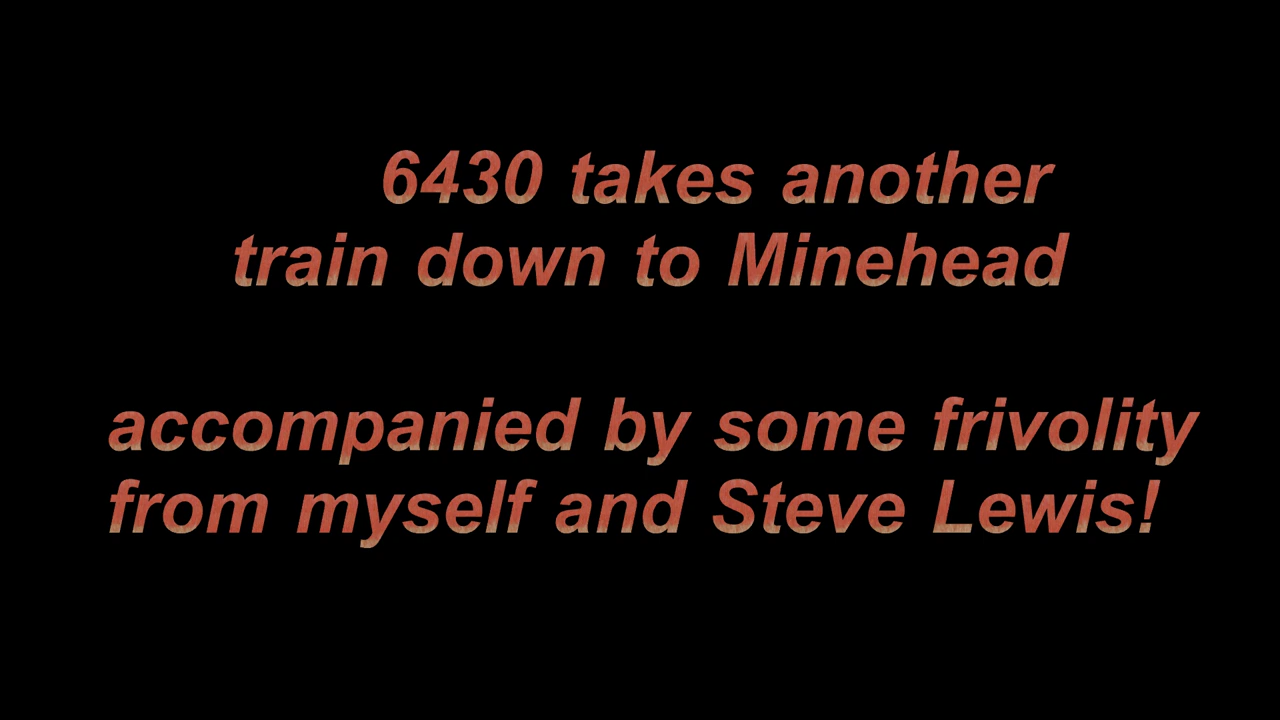 6430 takes another
train down to Minehead
accompanied by some frivolity
from myself and Steve Lewis!